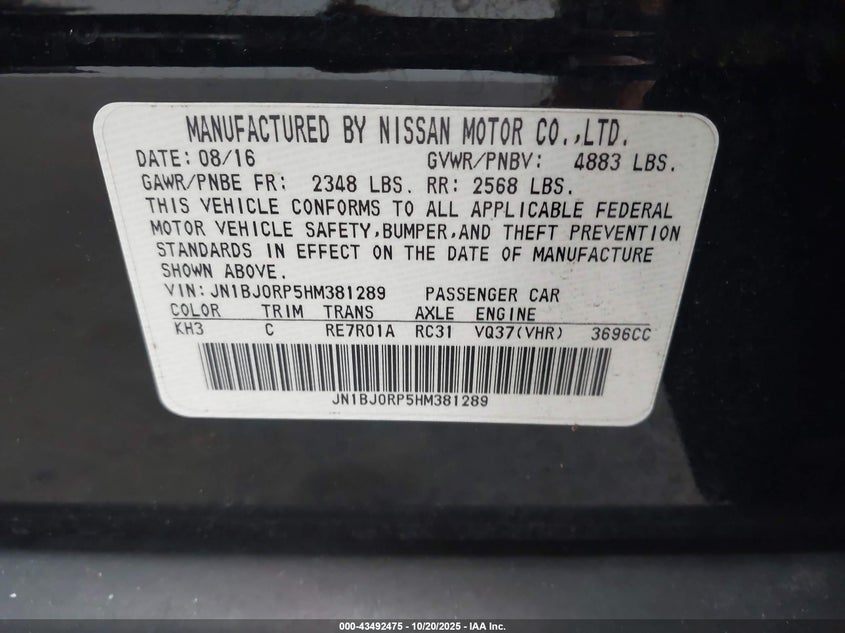 MANUFACTURED BY NISSAN MOTOR CO.,LTD.
DATE: 08/16 GVWR/PNBV: 4883 LBS.
GAWR/PNBE FR: 2348 LBS. RR: 2568 LBS.
THIS VEHICLE CONFORMS TO ALL APPLICABLE FEDERAL
MOTOR VEHICLE SAFETY,BUMPER,AND THEFT PREVENTION
STANDARDS IN EFFECT ON THE DATE OF MANUFACTURE
SHOWN ABOVE.
VIN: JN1BJ0RP5HM381289 PASSENGER CAR
COLOR TRIM TRANS AXLE ENGINE
KH3 C RE7R01A RC31 VQ37(VHR) 3696CC
JN1BJ0RP5HM381289
000-43492475 - 10/20/2025 - IAA Inc.